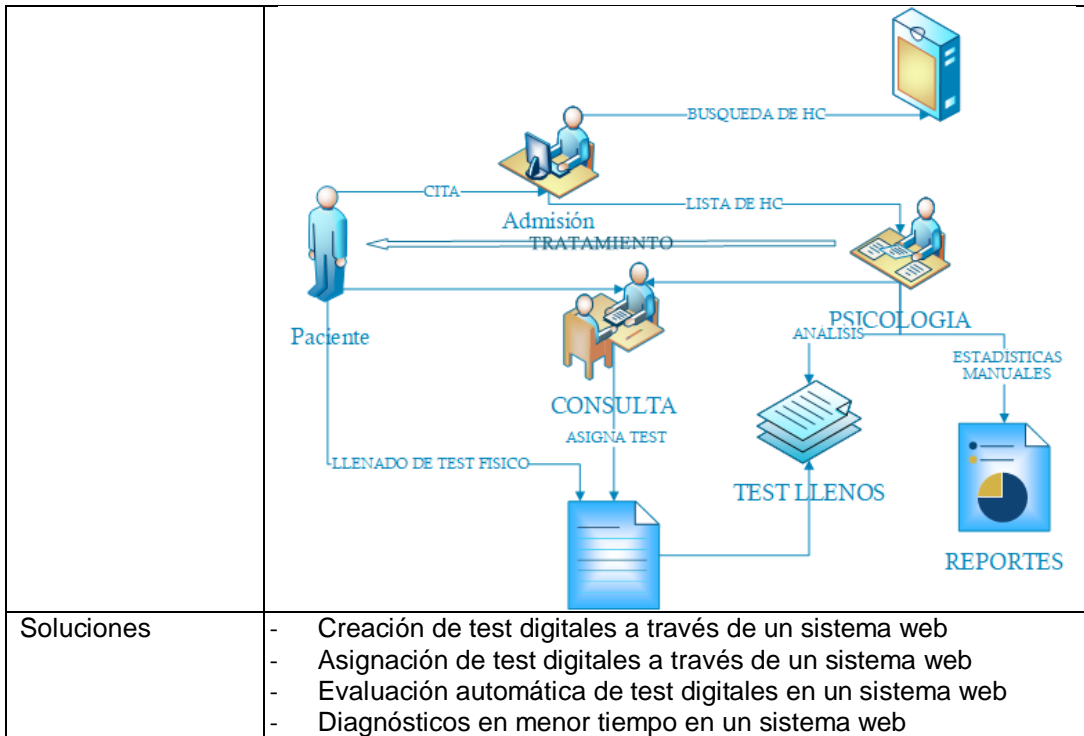 BUSQUEDA DE HC
CITA
LISTA DE HC
Admisión
TRATAMIENTO
Paciente
PSICOLOGIA
ANÁLISIS
ESTADISTICAS
MANUALES
CONSULTA
ASIGNA TEST
LLENADO DE TEST FISICO
TEST LLENOS
REPORTES
Soluciones
- Creación de test digitales a través de un sistema web
- Asignación de test digitales a través de un sistema web
- Evaluación automática de test digitales en un sistema web
- Diagnósticos en menor tiempo en un sistema web